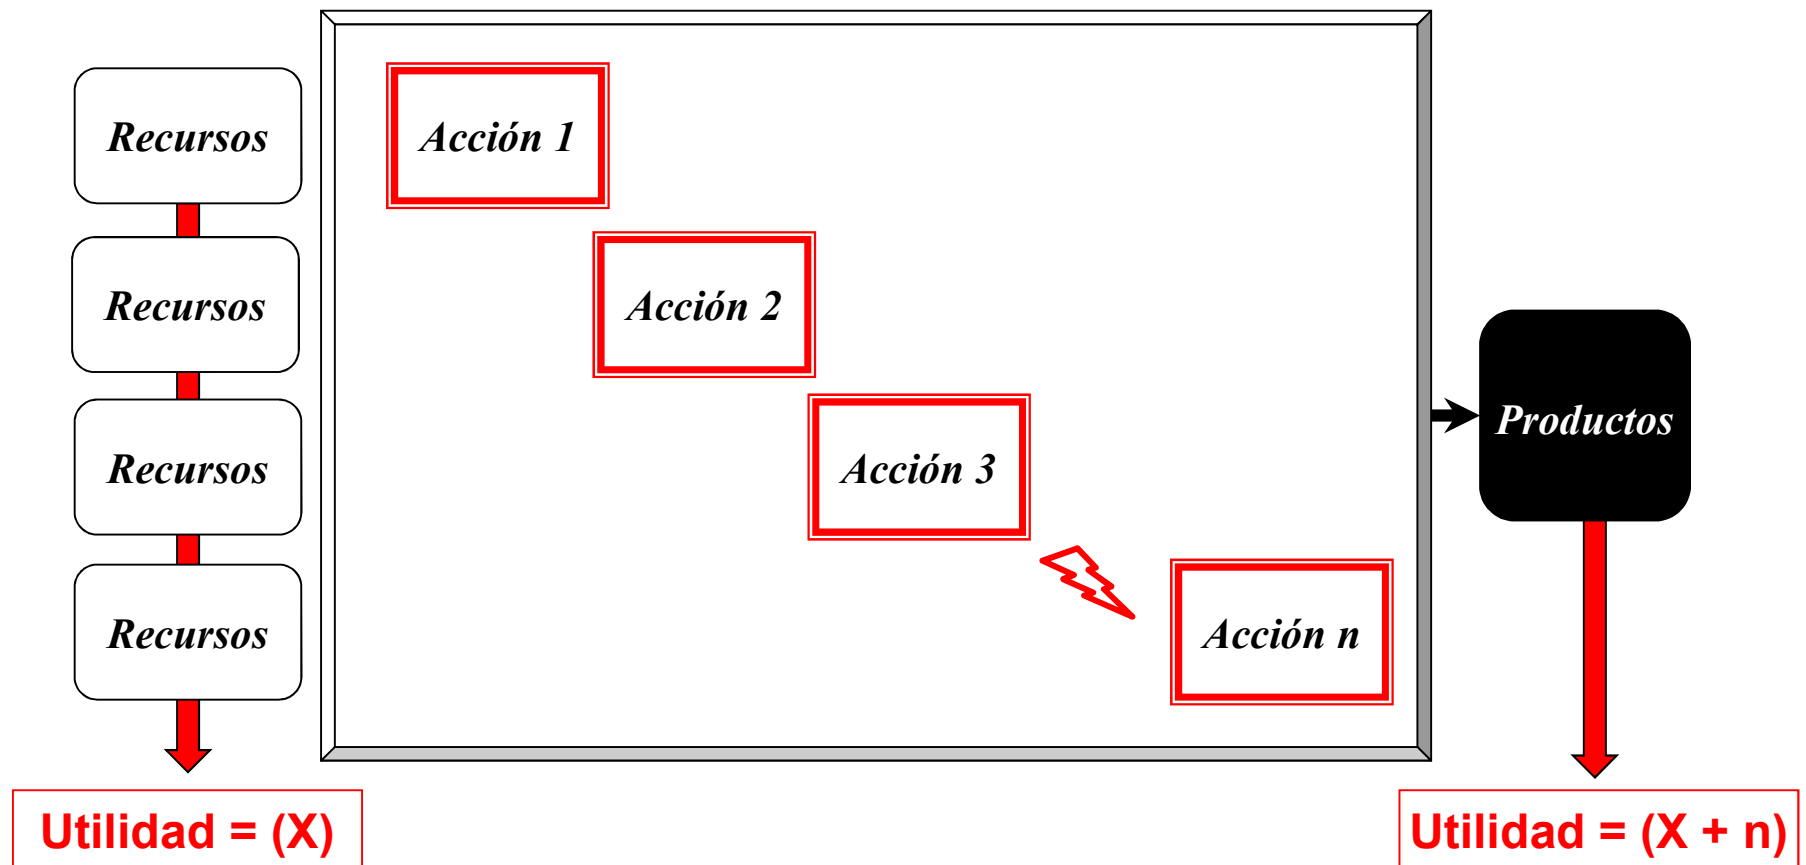 Recursos
Acción 1
Recursos
Acción 2
Recursos
Acción 3
Productos
Recursos
Acción n
Utilidad = (X)
Utilidad = (X + n)